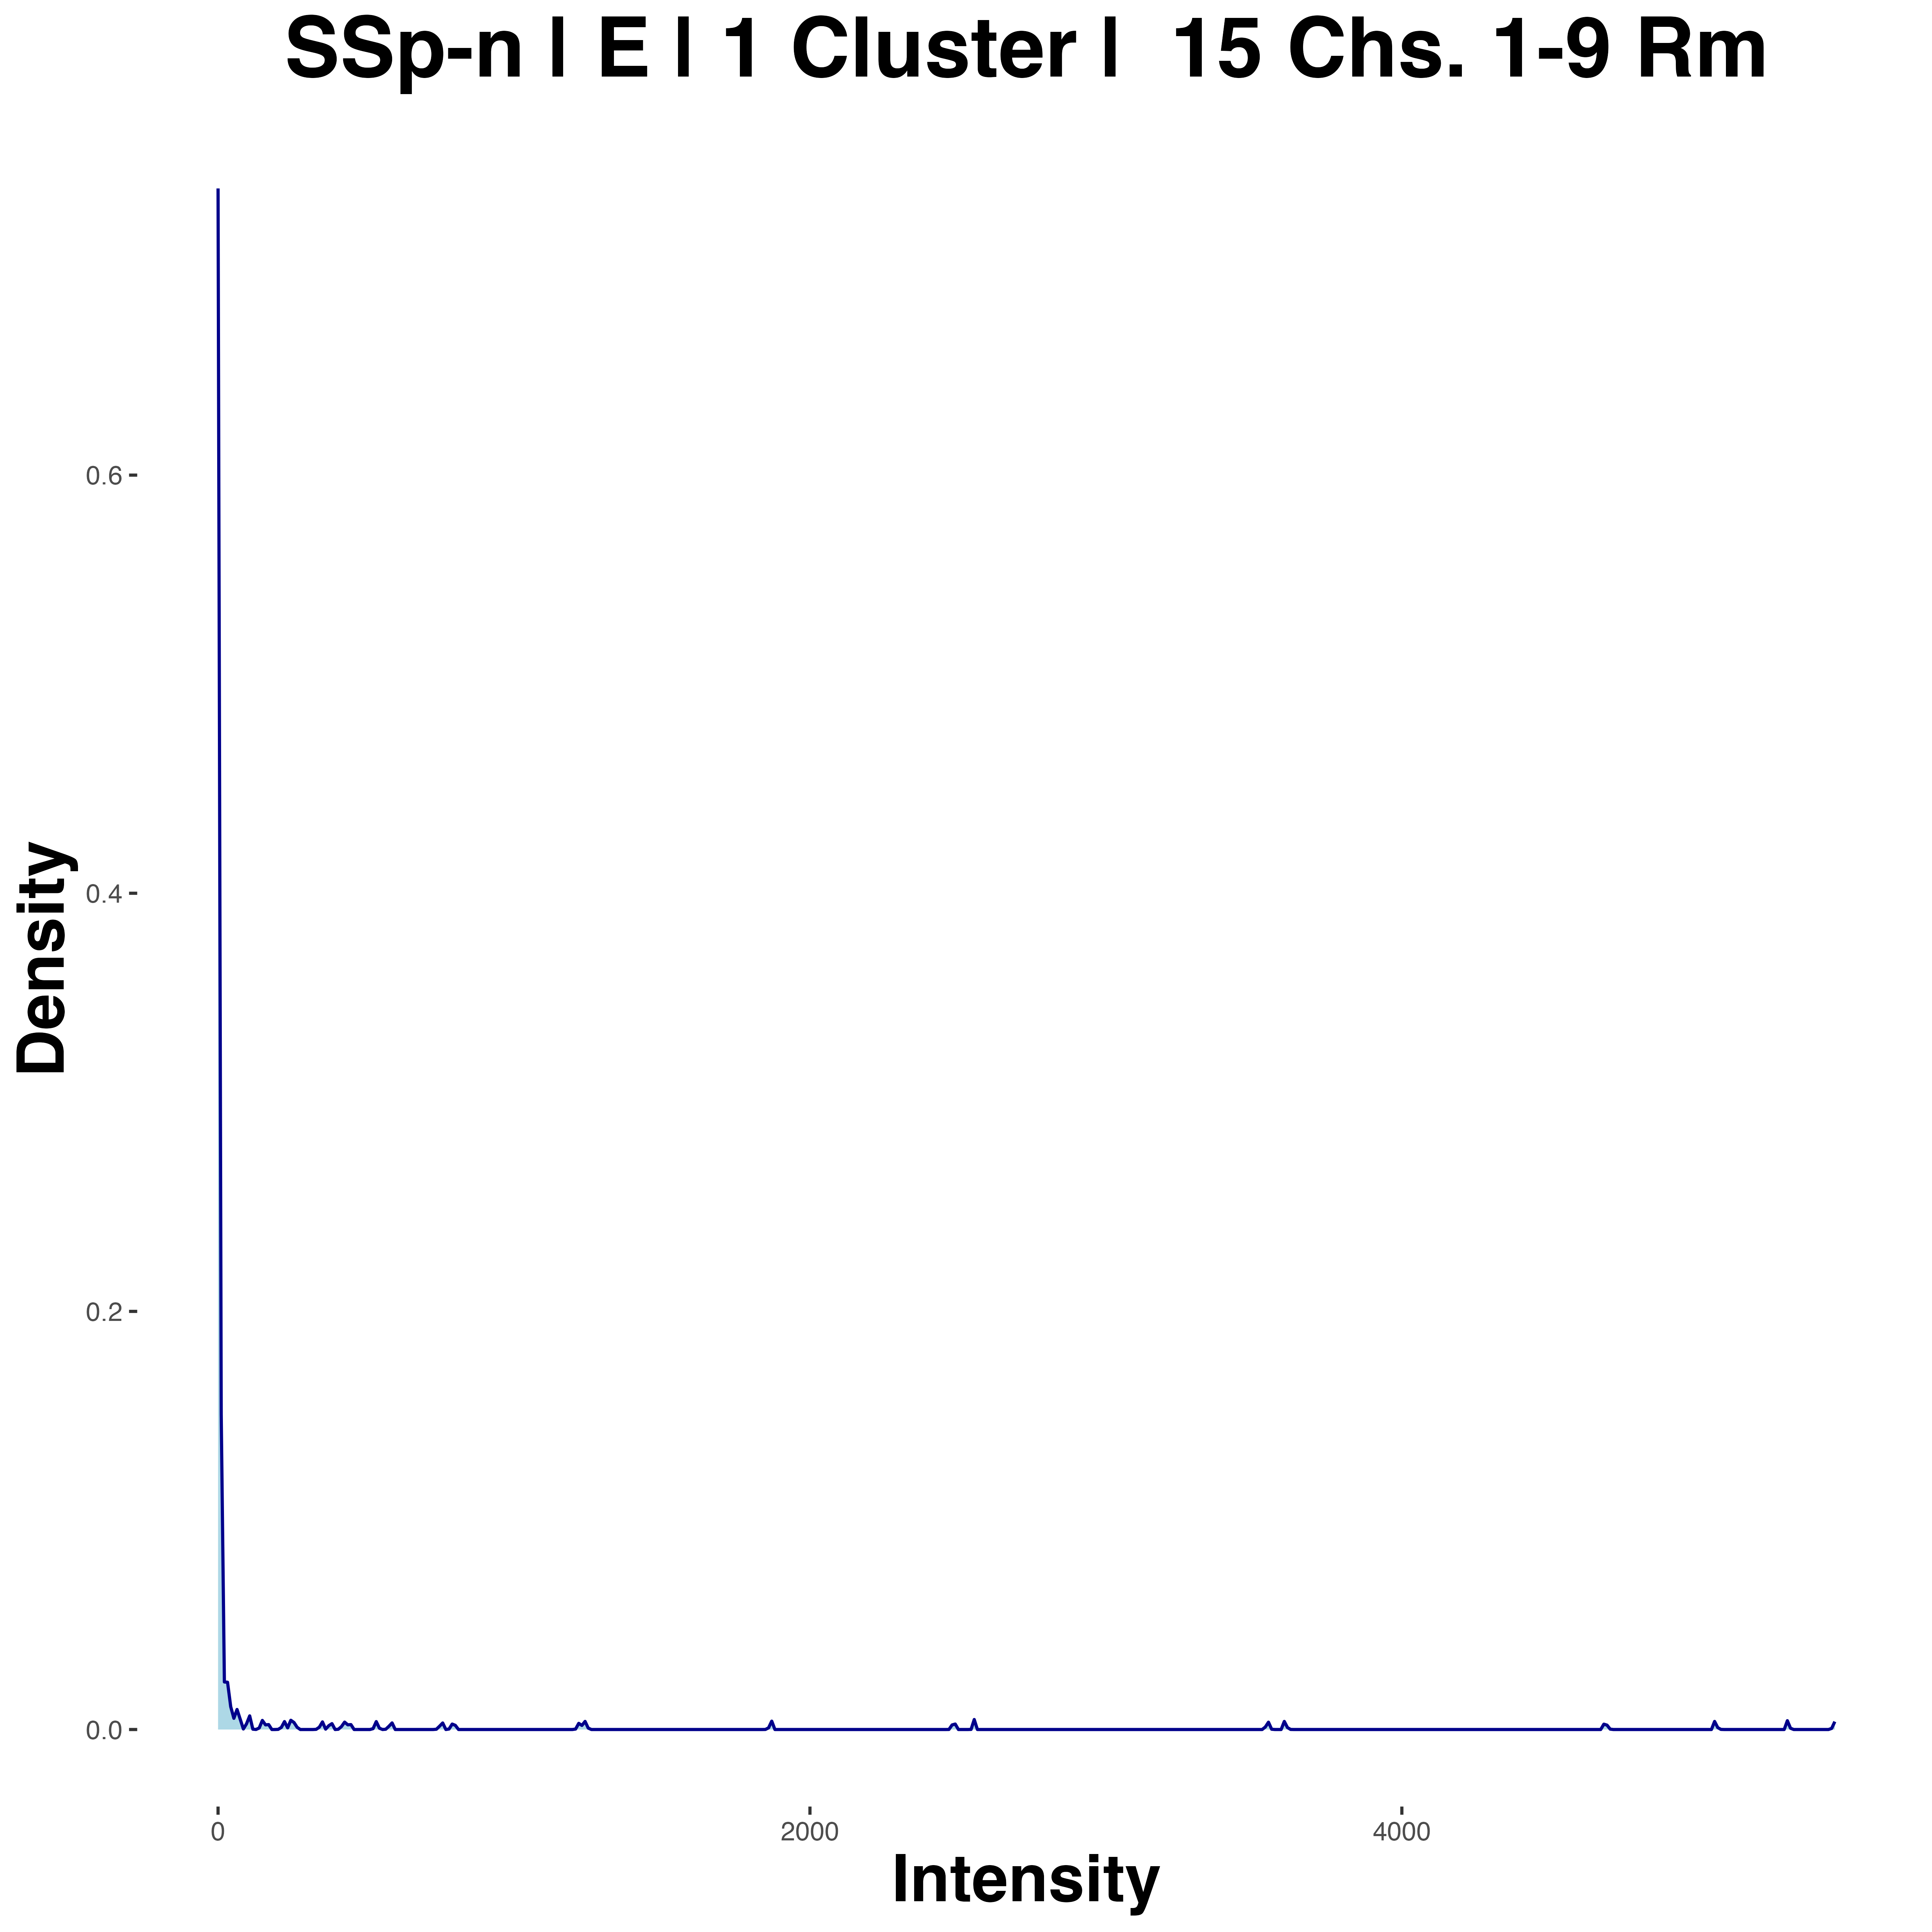 SSp-n | E | 1 Cluster |  15 Chs. 1-9 Rm
Density
0.6
0.4
0.2
0.0
0
2000
4000
Intensity